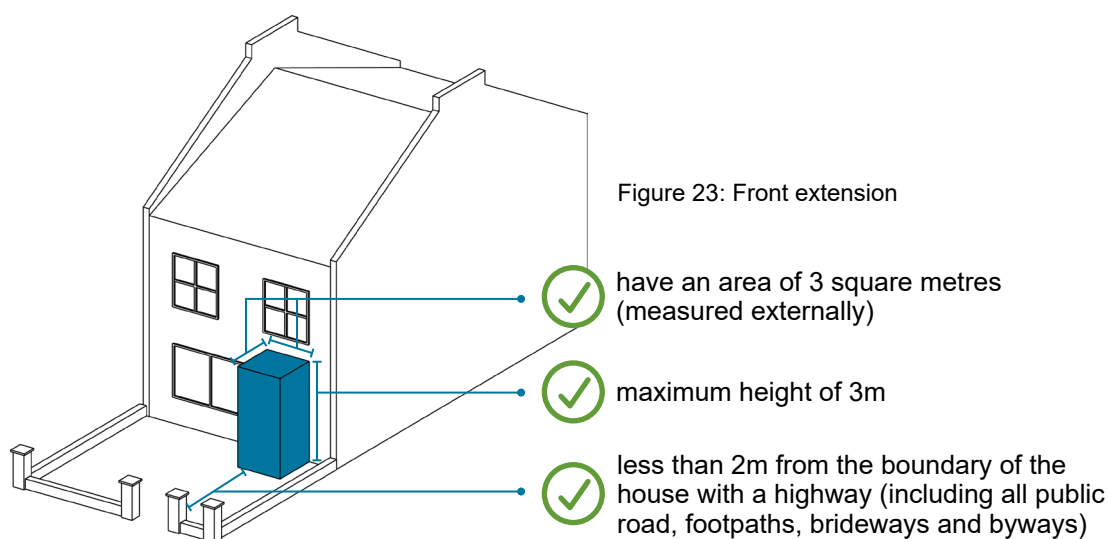 Figure 23: Front extension
have an area of 3 square metres
(measured externally)
maximum height of 3m
less than 2m from the boundary of the
house with a highway (including all public
road, footpaths, brideways and byways)